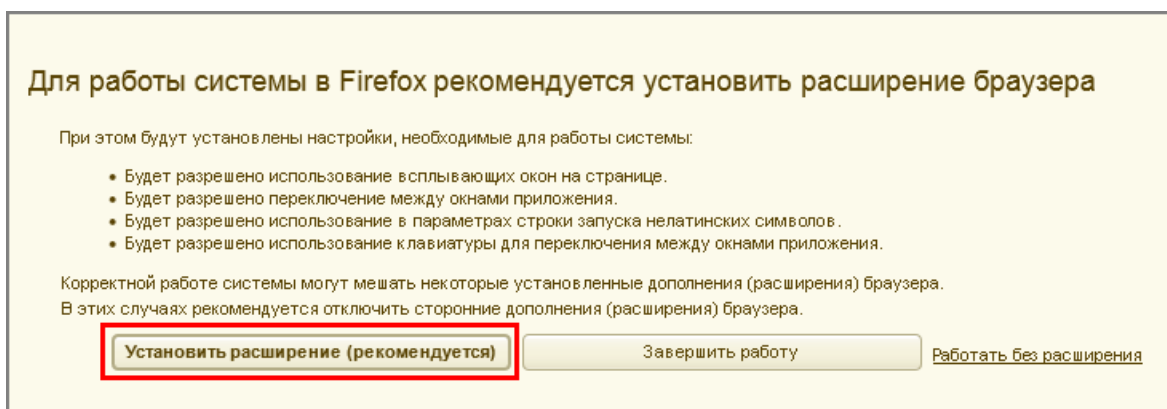 Для работы системы в Firefox рекомендуется установить расширение браузера
При этом будут установлены настройки, необходимые для работы системы:
• Будет разрешено использование всплывающих окон на странице.
• Будет разрешено переключение между окнами приложения.
• Будет разрешено использование в параметрах строки запуска нелатинских символов.
• Будет разрешено использование клавиатуры для переключения между окнами приложения.
Корректной работе системы могут мешать некоторые установленные дополнения (расширения) браузера.
В этих случаях рекомендуется отключить сторонние дополнения (расширения) браузера.
Установить расширение (рекомендуется) Завершить работу Работать без расширения